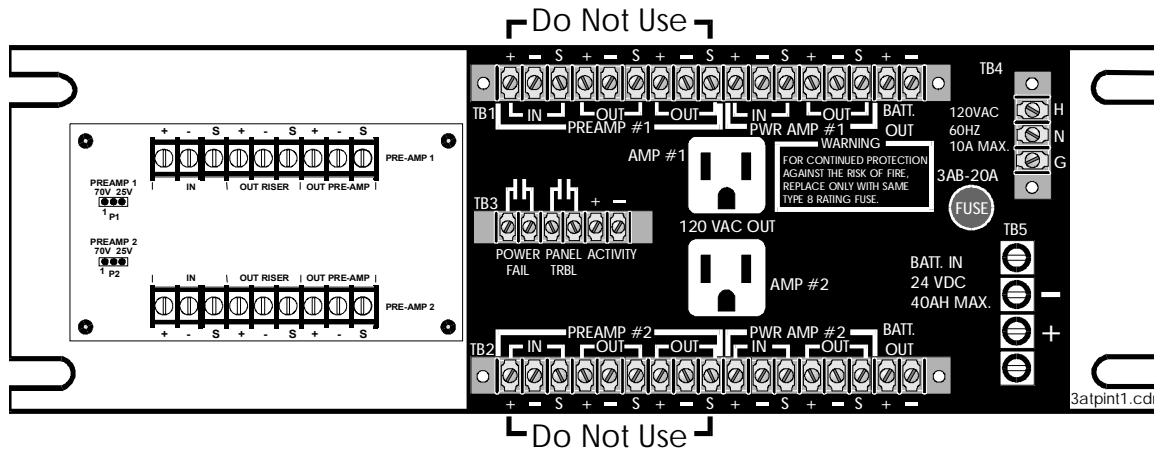 Do Not Use
+ − S + − S + − S + − S + − S + −
TB1
IN OUT OUT IN OUT BATT.
PREAMP #1 PWR AMP #1 OUT
TB4
120VAC
60HZ
10A MAX.
H
N
G
+ - S + - S + - S
PRE-AMP 1
IN OUT RISER OUT PRE-AMP
PREAMP 1
70V 25V
1 P1
PREAMP 2
70V 25V
1 P2
IN OUT RISER OUT PRE-AMP
PRE-AMP 2
+ - S + - S + - S
AMP #1
WARNING
FOR CONTINUED PROTECTION
AGAINST THE RISK OF FIRE,
REPLACE ONLY WITH SAME
TYPE 8 RATING FUSE.
3AB-20A
FUSE
TB3
+ −
POWER PANEL ACTIVITY
FAIL TRBL
120 VAC OUT
AMP #2
TB5
BATT. IN
24 VDC
40AH MAX.
−
+
PREAMP #2 PWR AMP #2 BATT.
TB2
IN OUT OUT IN OUT OUT
+ − S + − S + − S + − S + − S + −
Do Not Use
3atpint1.cdr